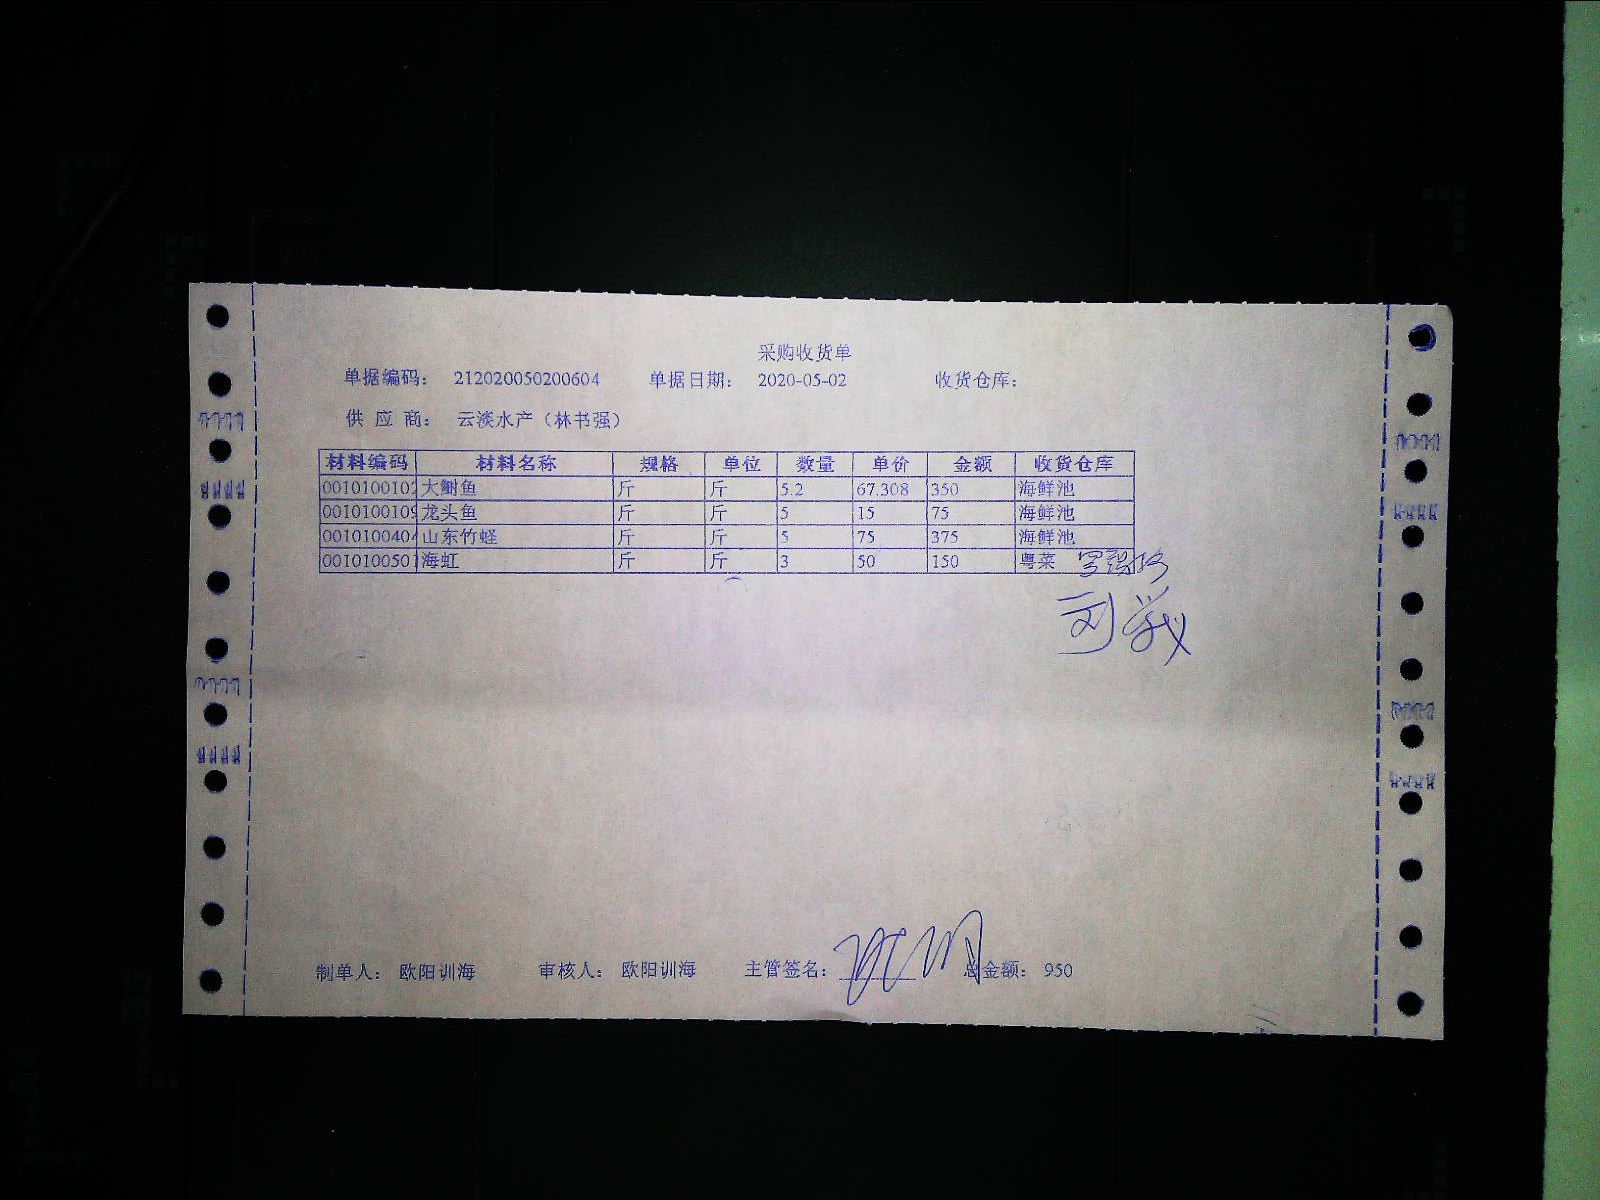 采购收货单
单据编码: 212020050200604 单据日期: 2020-05-02 收货仓库:
供 应 商: 云淡水产（林书强）
材料编码 材料名称 规格 单位 数量 单价 金额 收货仓库
0010100102 大鲋鱼 斤 斤 5.2 67.308 350 海鲜池
0010100109 龙头鱼 斤 斤 5 15 75 海鲜池
001010040 山东竹蛏 斤 斤 5 75 375 海鲜池
001010050 海虹 斤 斤 3 50 150 粤菜
刘学义
制单人: 欧阳训海 审核人: 欧阳训海 主管签名: 总金额: 950